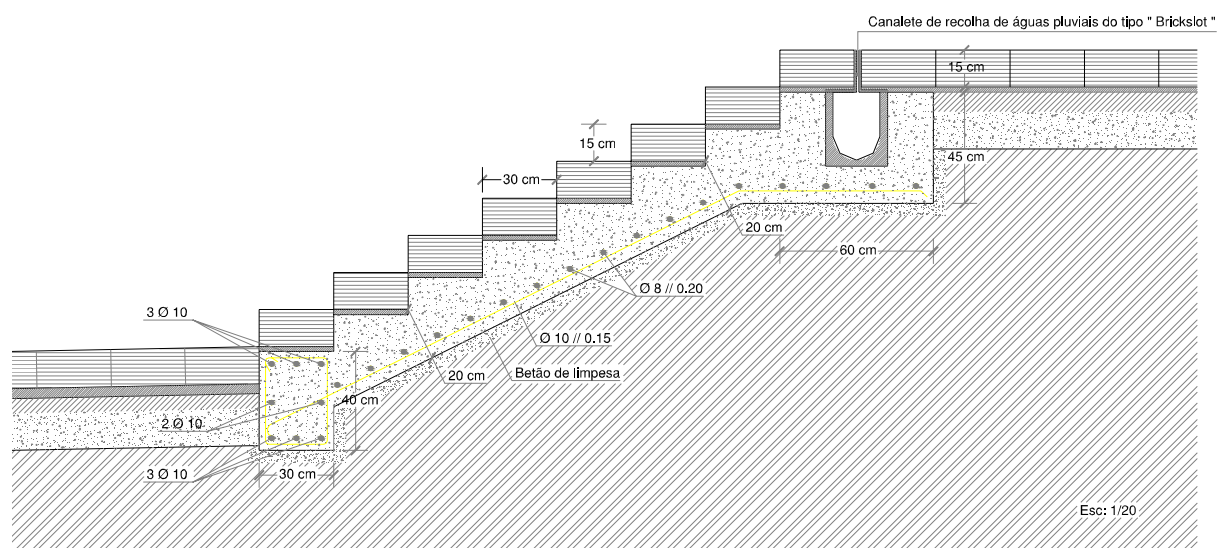 Canalete de recolha de águas pluviais do tipo " Brickslot "
15 cm
15 cm
45 cm
30 cm
20 cm
60 cm
Ø 8 // 0.20
3 Ø 10
Ø 10 // 0.15
20 cm
Betão de limpesa
40 cm
2 Ø 10
3 Ø 10
30 cm
Esc: 1/20